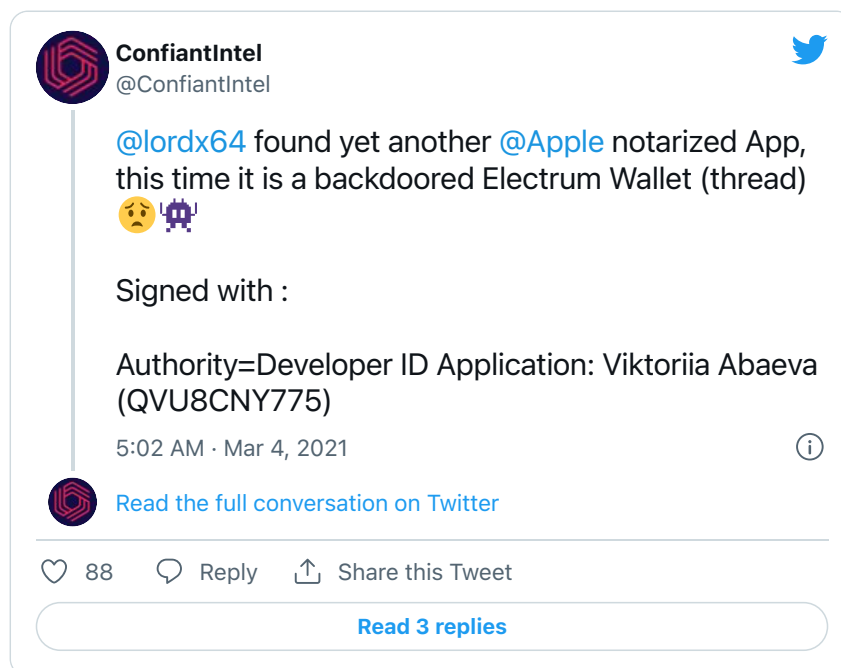 ConfiantIntel
@ConfiantIntel
@lordx64 found yet another @Apple notarized App,
this time it is a backdoored Electrum Wallet (thread)
😟👾
Signed with :
Authority=Developer ID Application: Viktoriia Abaeva
(QVU8CNY775)
5:02 AM · Mar 4, 2021
Read the full conversation on Twitter
88 Reply Share this Tweet
Read 3 replies